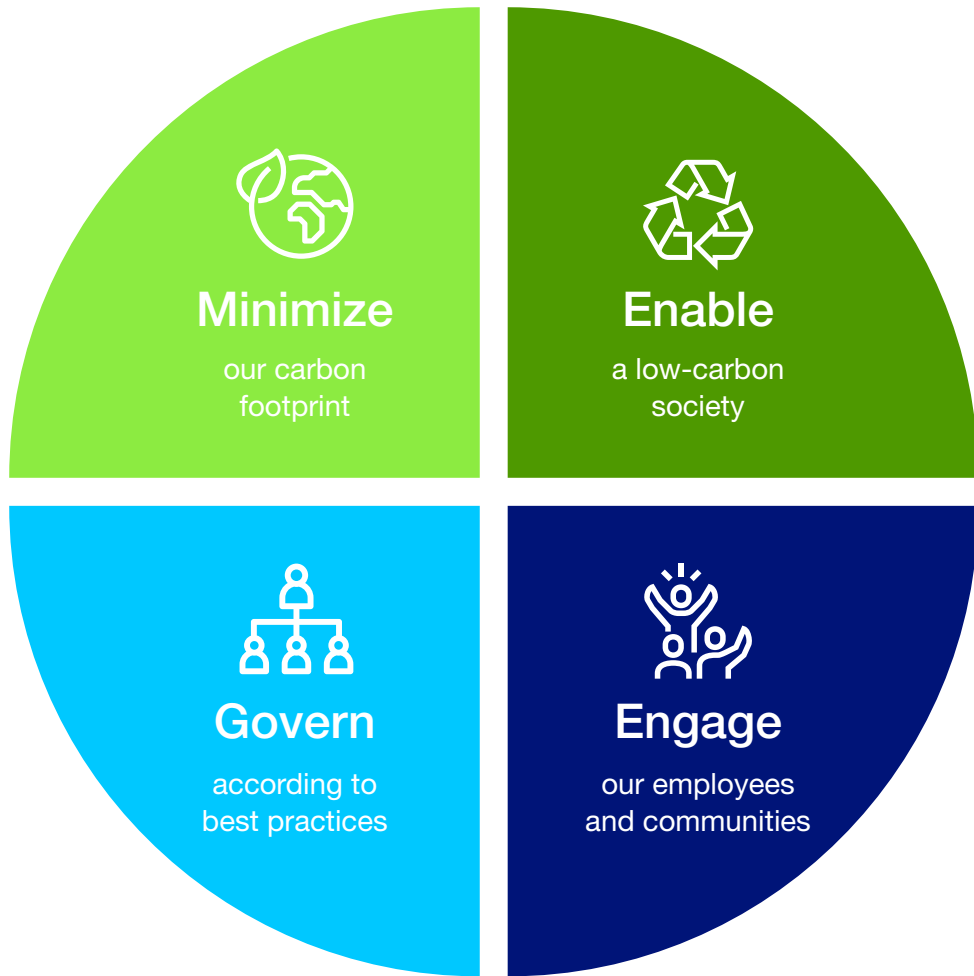 Minimize
our carbon
footprint
Enable
a low-carbon
society
Govern
according to
best practices
Engage
our employees
and communities